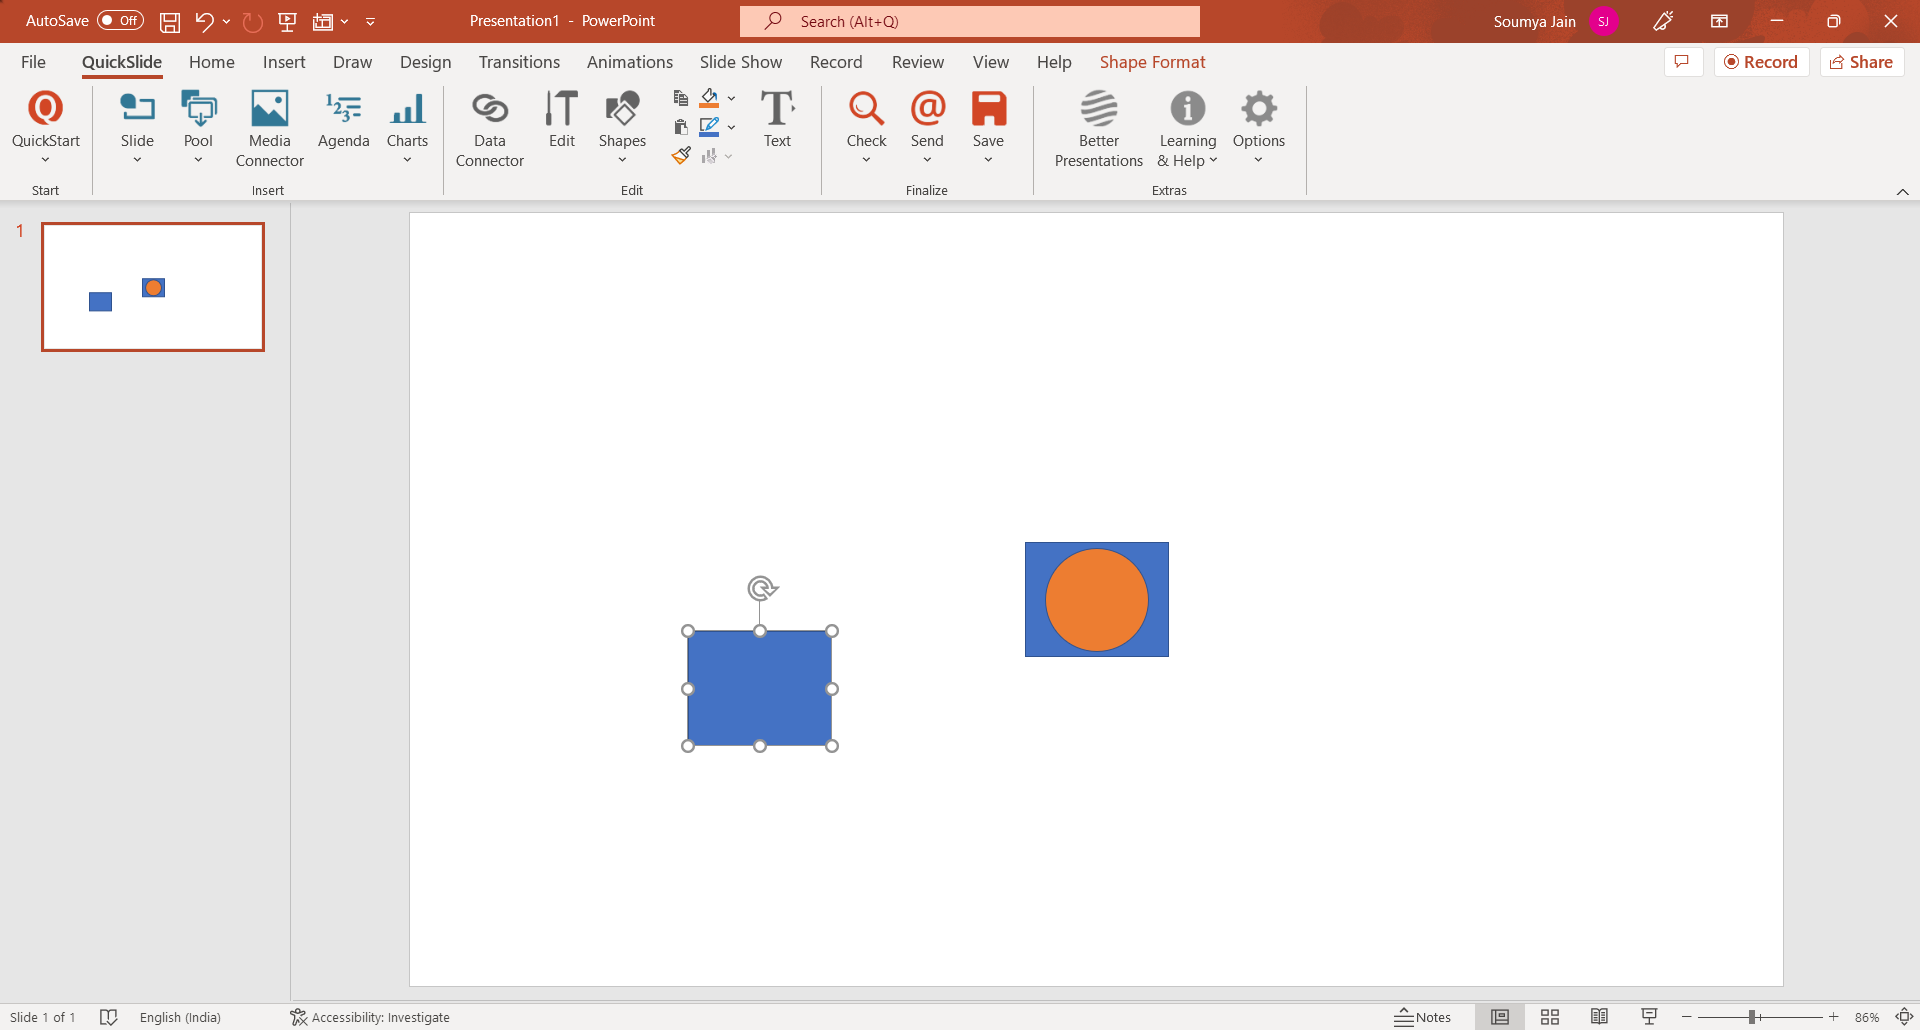 AutoSave Off Presentation1 - PowerPoint Search (Alt+Q) Soumya Jain SJ
File QuickSlide Home Insert Draw Design Transitions Animations Slide Show Record Review View Help Shape Format Record Share
QuickStart Slide Pool Media Connector Agenda Charts Data Connector Edit Shapes Text Check Send Save Better Presentations Learning & Help Options
Start Insert Edit Finalize Extras
1
Slide 1 of 1 English (India) Accessibility: Investigate Notes 86%